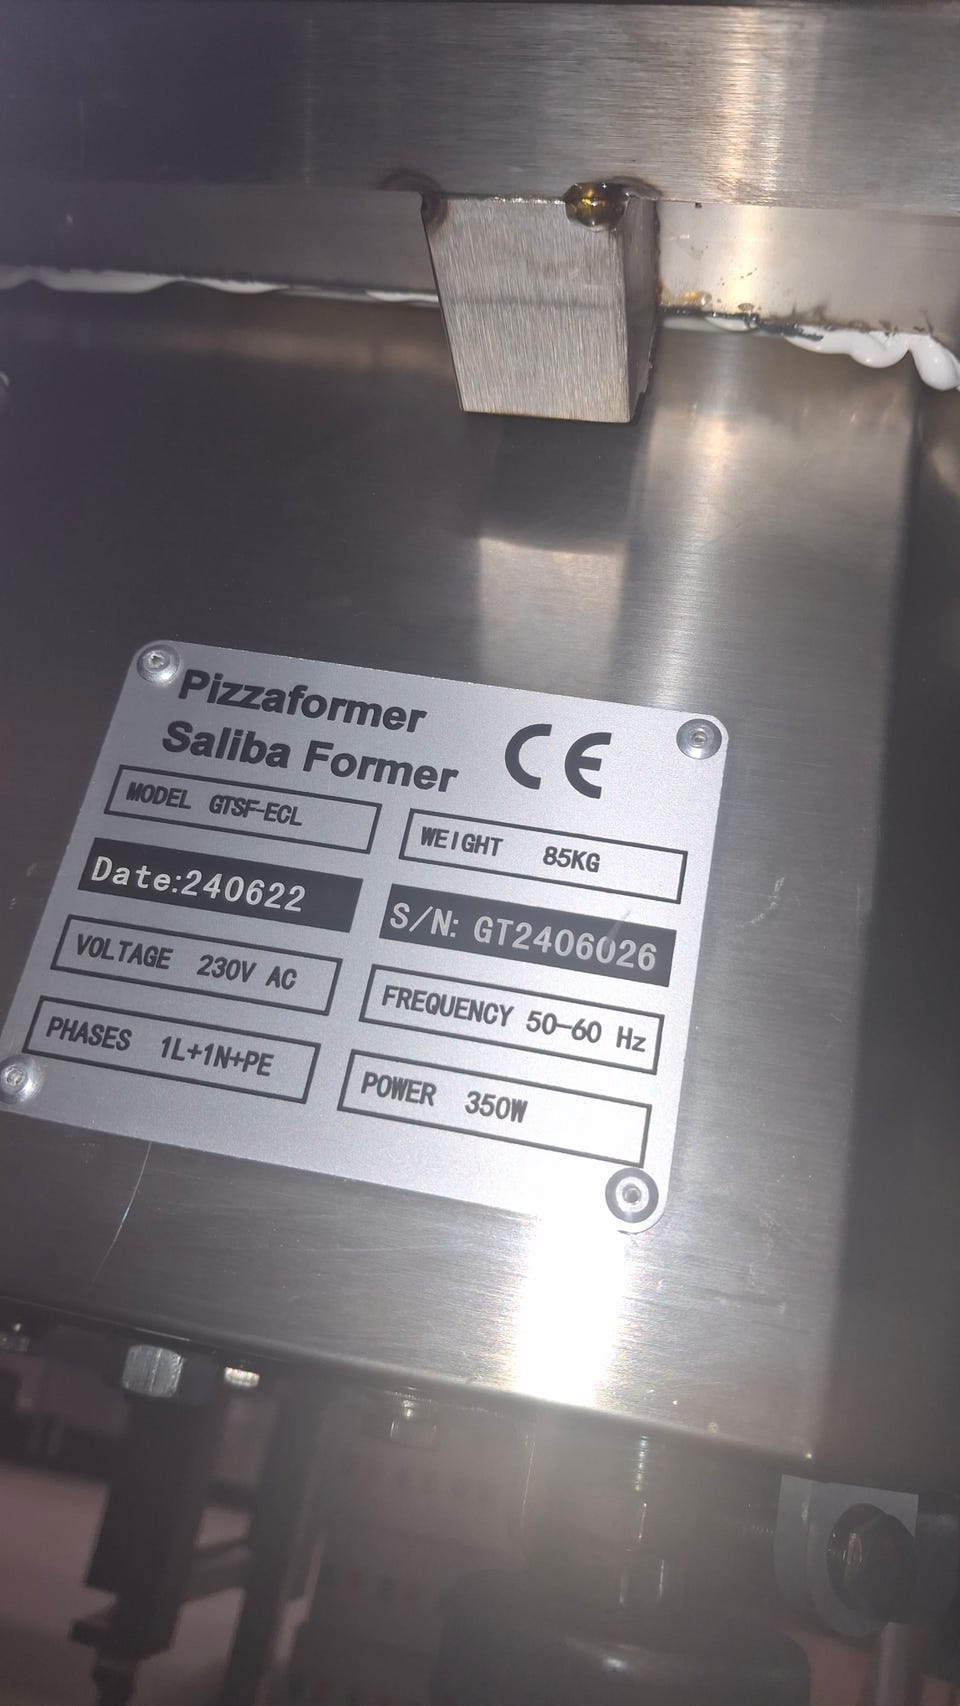 Pizzaformer
Saliba Former
CE
MODEL GTSF-ECL
WEIGHT 85KG
Date:240622
S/N: GT2406026
VOLTAGE 230V AC
FREQUENCY 50-60 Hz
PHASES 1L+1N+PE
POWER 350W